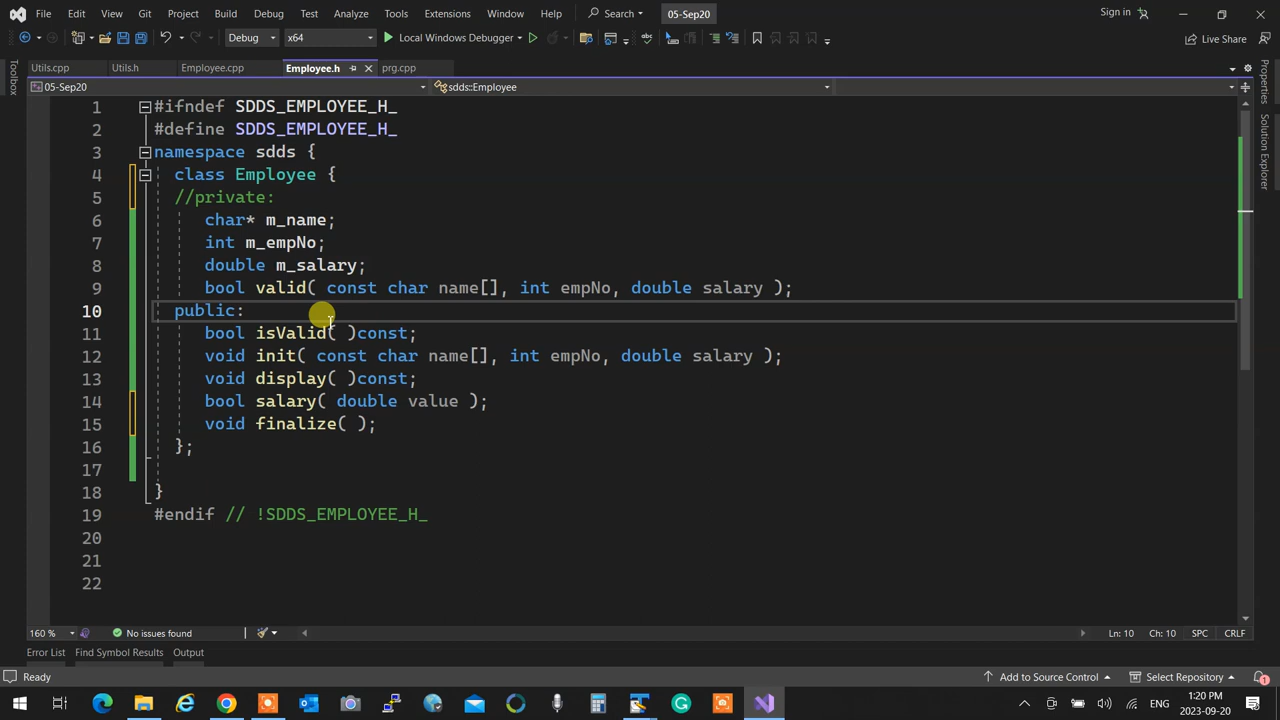 File Edit View Git Project Build Debug Test Analyze Tools Extensions Window Help Search 05-Sep20 Sign in
Debug x64 Local Windows Debugger Live Share
Utils.cpp Utils.h Employee.cpp Employee.h prg.cpp
Toolbox
05-Sep20 sdds::Employee
Properties
Solution Explorer
1 #ifndef SDDS_EMPLOYEE_H_
2 #define SDDS_EMPLOYEE_H_
3 namespace sdds {
4 class Employee {
5 //private:
6 char* m_name;
7 int m_empNo;
8 double m_salary;
9 bool valid( const char name[], int empNo, double salary );
10 public:
11 bool isValid( )const;
12 void init( const char name[], int empNo, double salary );
13 void display( )const;
14 bool salary( double value );
15 void finalize( );
16 };
17
18 }
19 #endif // !SDDS_EMPLOYEE_H_
20
21
22
160 % No issues found Ln: 10 Ch: 10 SPC CRLF
Error List Find Symbol Results Output
Ready Add to Source Control Select Repository 1
ENG 1:20 PM
2023-09-20